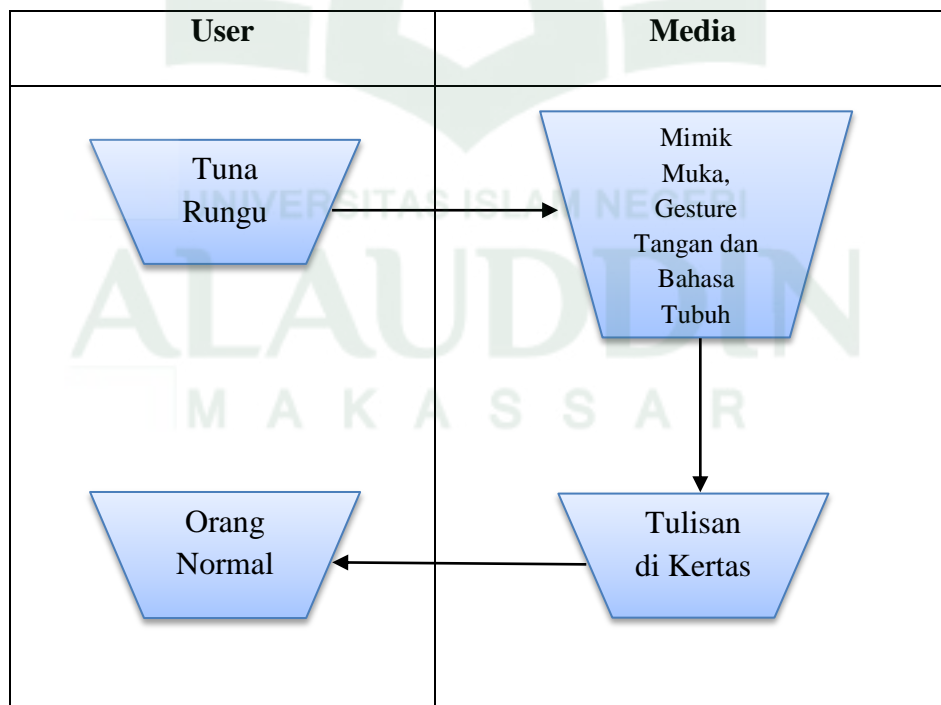 User
Media
Tuna
Rungu
Mimik
Muka,
Gesture
Tangan dan
Bahasa
Tubuh
UNIVERSITAS ISLAM NEGERI
ALAUDDIN
MAKASSAR
Orang
Normal
Tulisan
di Kertas